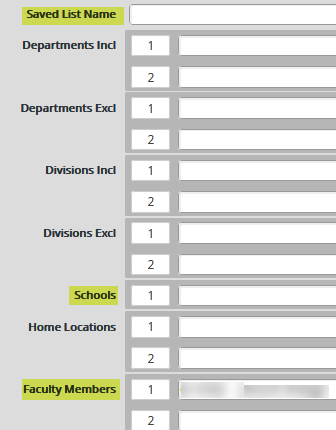 Saved List Name
Departments Incl 1
2
Departments Excl 1
2
Divisions Incl 1
2
Divisions Excl 1
2
Schools 1
Home Locations 1
2
Faculty Members 1
2